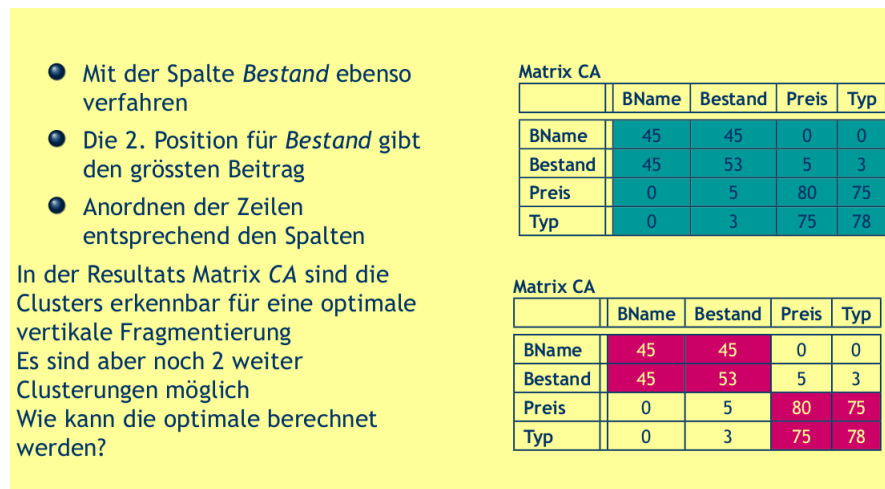 Mit der Spalte Bestand ebenso
verfahren
Die 2. Position für Bestand gibt
den grössten Beitrag
Anordnen der Zeilen
entsprechend den Spalten
In der Resultats Matrix CA sind die
Clusters erkennbar für eine optimale
vertikale Fragmentierung
Es sind aber noch 2 weiter
Clusterungen möglich
Wie kann die optimale berechnet
werden?
Matrix CA
BName Bestand Preis Typ
BName 45 45 0 0
Bestand 45 53 5 3
Preis 0 5 80 75
Typ 0 3 75 78
Matrix CA
BName Bestand Preis Typ
BName 45 45 0 0
Bestand 45 53 5 3
Preis 0 5 80 75
Typ 0 3 75 78